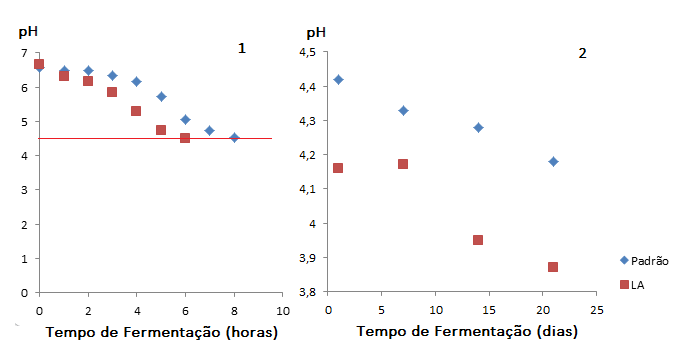 pH
1
7
6
5
4
3
2
1
0
0 2 4 6 8 10
Tempo de Fermentação (horas)
pH
2
4,5
4,4
4,3
4,2
4,1
4
3,9
3,8
0 5 10 15 20 25
Tempo de Fermentação (dias)
Padrão
LA